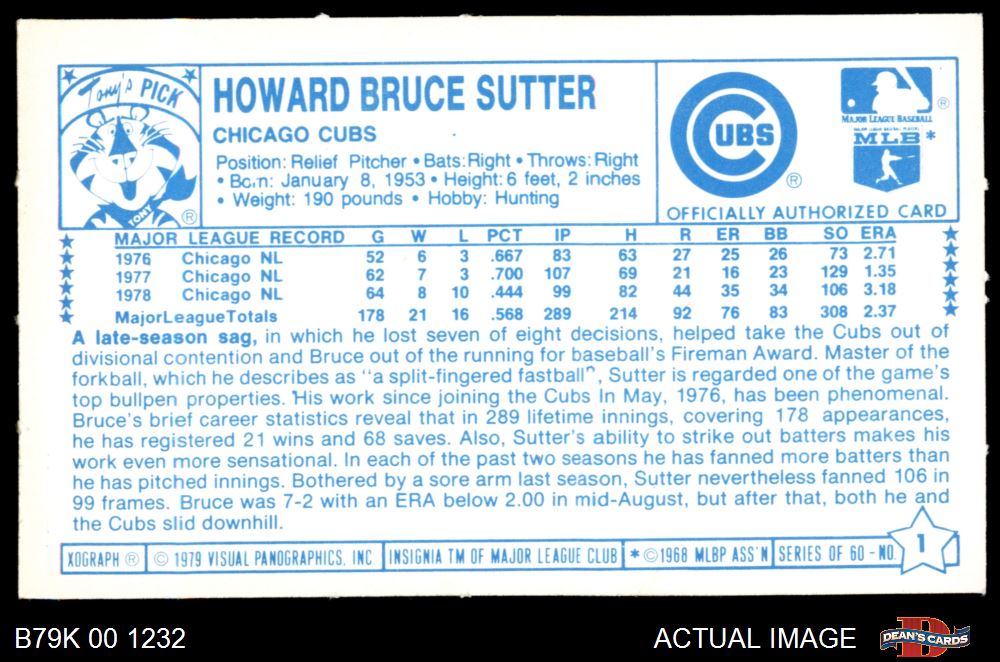 Tony's PICK
TONY ®
HOWARD BRUCE SUTTER
CHICAGO CUBS
Position: Relief Pitcher • Bats: Right • Throws: Right
• Born: January 8, 1953 • Height: 6 feet, 2 inches
• Weight: 190 pounds • Hobby: Hunting
CUBS ®
®
MAJOR LEAGUE BASEBALL
MAJOR LEAGUE BASEBALL PLAYERS
MLB *
OFFICIALLY AUTHORIZED CARD
MAJOR LEAGUE RECORD G W L PCT IP H R ER BB SO ERA
1976 Chicago NL 52 6 3 .667 83 63 27 25 26 73 2.71
1977 Chicago NL 62 7 3 .700 107 69 21 16 23 129 1.35
1978 Chicago NL 64 8 10 .444 99 82 44 35 34 106 3.18
Major League Totals 178 21 16 .568 289 214 92 76 83 308 2.37
A late-season sag, in which he lost seven of eight decisions, helped take the Cubs out of
divisional contention and Bruce out of the running for baseball's Fireman Award. Master of the
forkball, which he describes as "a split-fingered fastball", Sutter is regarded one of the game's
top bullpen properties. His work since joining the Cubs In May, 1976, has been phenomenal.
Bruce's brief career statistics reveal that in 289 lifetime innings, covering 178 appearances,
he has registered 21 wins and 68 saves. Also, Sutter's ability to strike out batters makes his
work even more sensational. In each of the past two seasons he has fanned more batters than
he has pitched innings. Bothered by a sore arm last season, Sutter nevertheless fanned 106 in
99 frames. Bruce was 7-2 with an ERA below 2.00 in mid-August, but after that, both he and
the Cubs slid downhill.
XOGRAPH ® © 1979 VISUAL PANOGRAPHICS, INC. INSIGNIA TM OF MAJOR LEAGUE CLUB * © 1968 MLBP ASS'N SERIES OF 60 - NO. 1
B79K 00 1232
ACTUAL IMAGE
DEAN'S CARDS